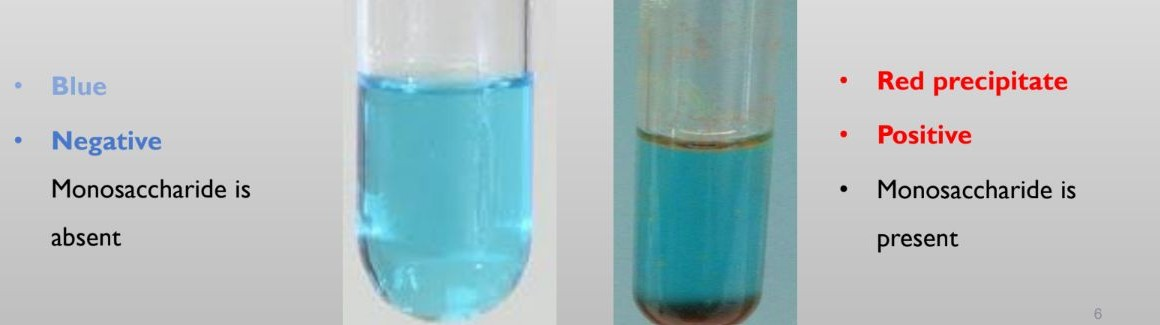 • Blue
• Negative
Monosaccharide is
absent
• Red precipitate
• Positive
• Monosaccharide is
present
6